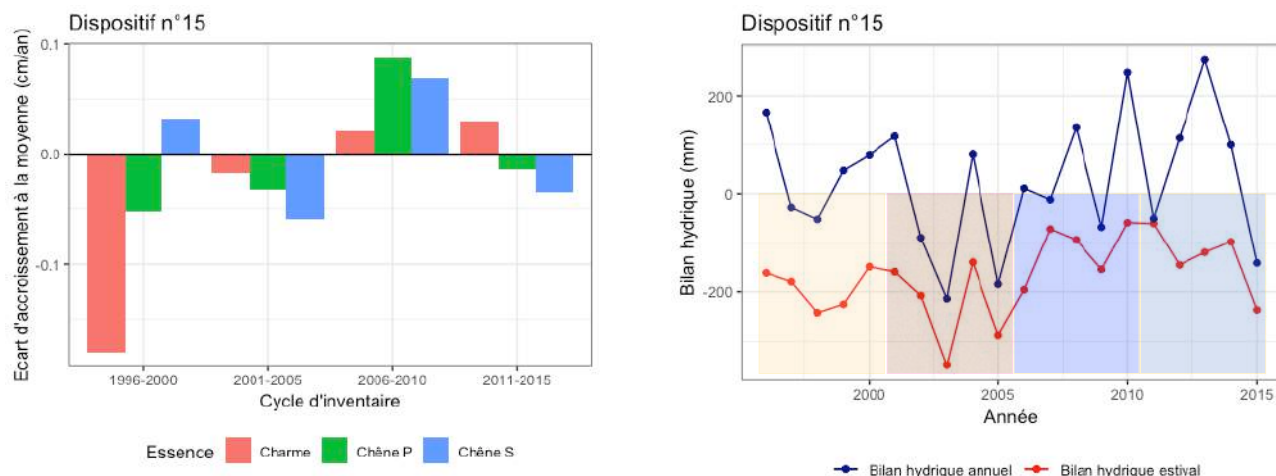 Dispositif n°15
Ecart d'accroissement à la moyenne (cm/an)
0.1
0.0
-0.1
1996-2000 2001-2005 2006-2010 2011-2015
Cycle d'inventaire
Essence Charme Chêne P Chêne S
Dispositif n°15
Bilan hydrique (mm)
200
0
-200
2000 2005 2010 2015
Année
Bilan hydrique annuel Bilan hydrique estival